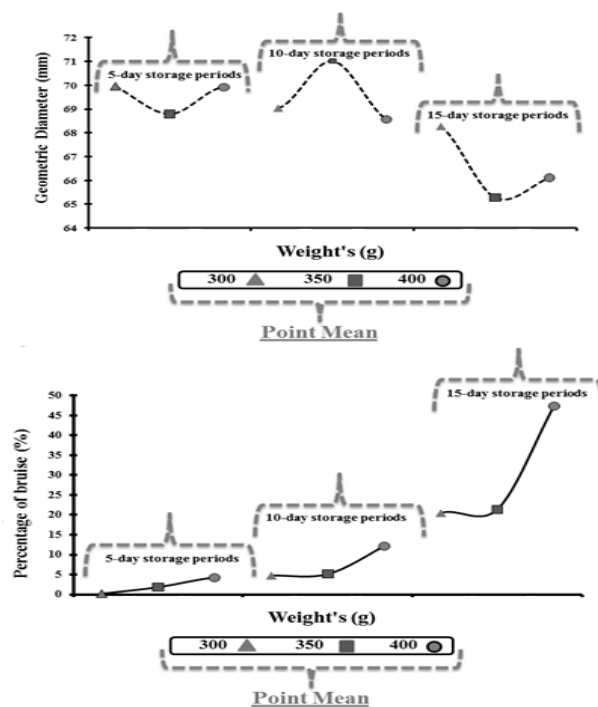 Geometric Diameter (mm)
72
71
70
69
68
67
66
65
64
5-day storage periods
10-day storage periods
15-day storage periods
Weight's (g)
300 350 400
Point Mean
Percentage of bruise (%)
50
45
40
35
30
25
20
15
10
5
0
5-day storage periods
10-day storage periods
15-day storage periods
Weight's (g)
300 350 400
Point Mean